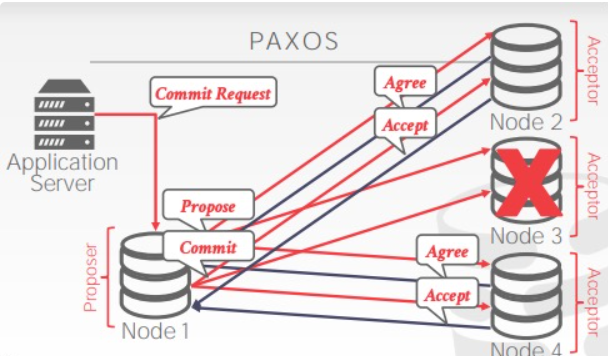 PAXOS
Commit Request
Agree
Accept
Node 2
Acceptor
Application
Server
Propose
Commit
Node 3
Acceptor
Proposer
Node 1
Agree
Accept
Node 4
Acceptor